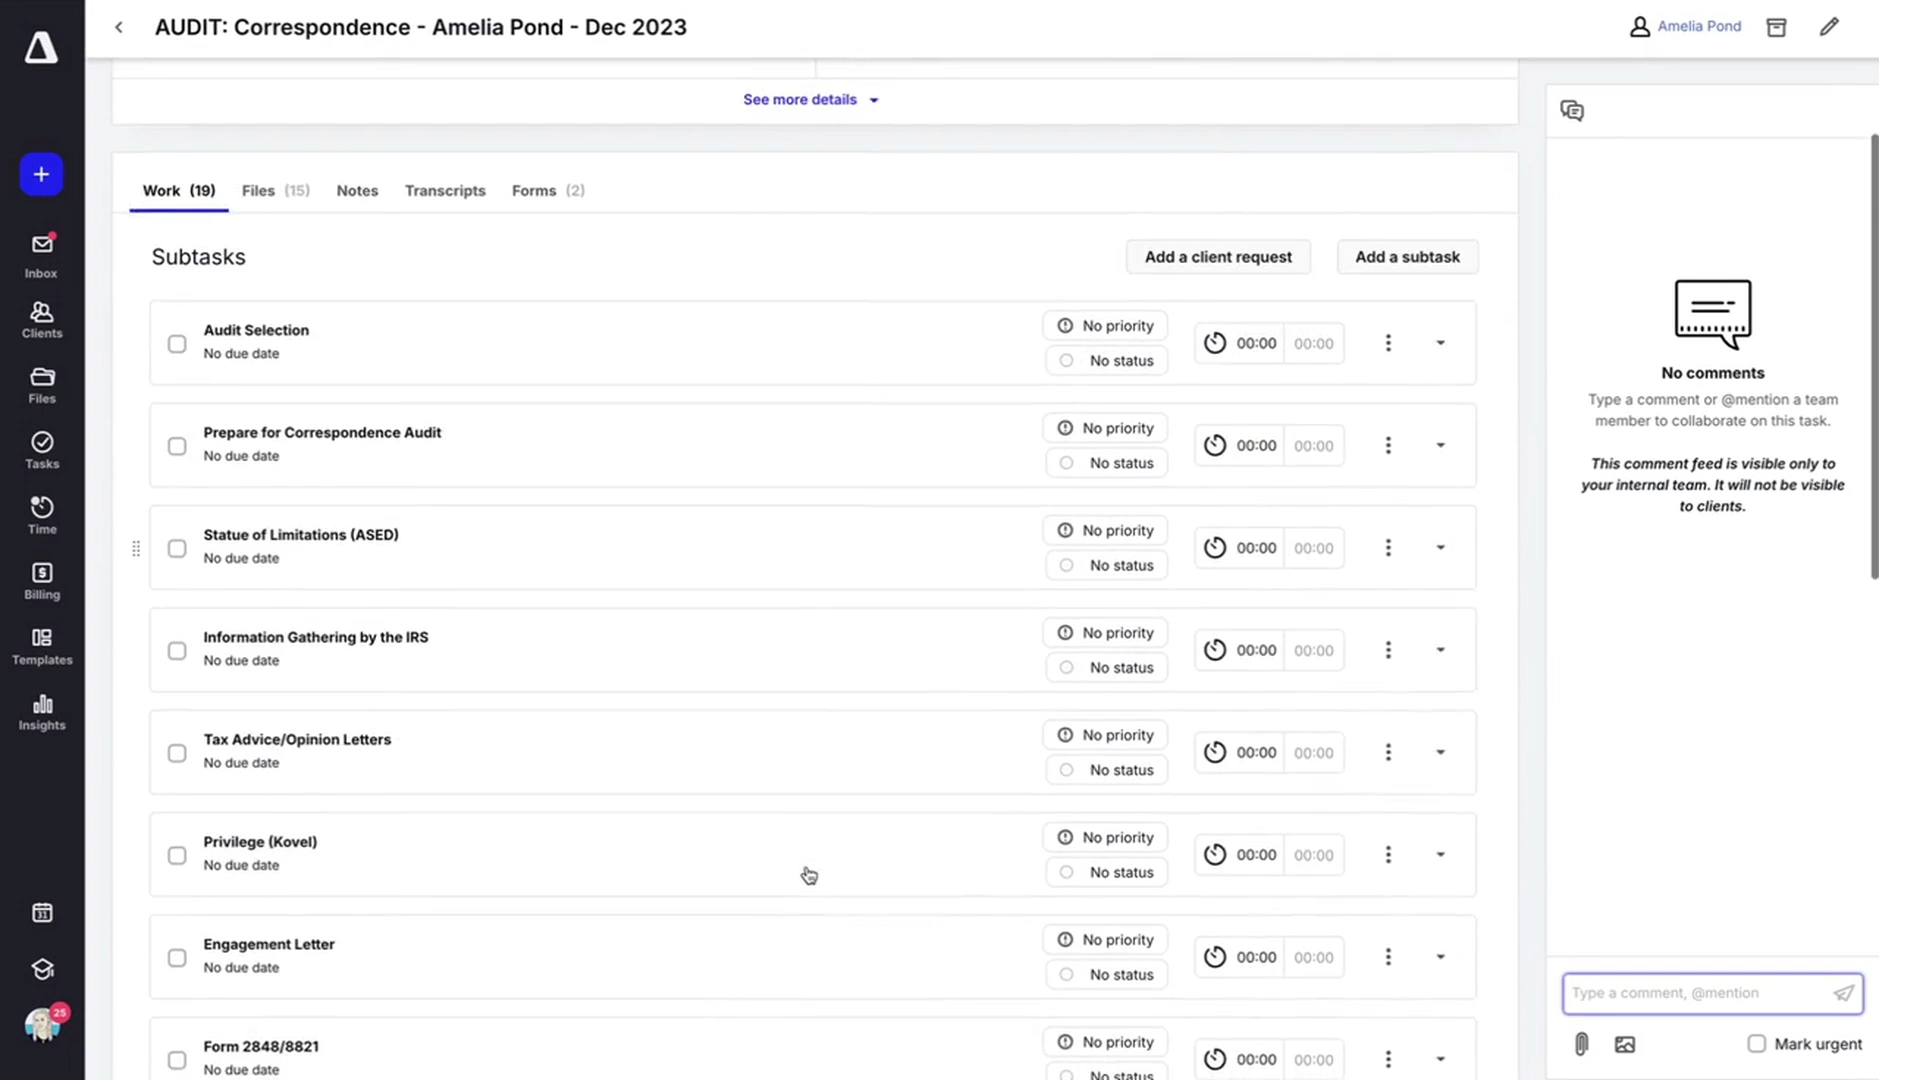 AUDIT: Correspondence - Amelia Pond - Dec 2023
Amelia Pond
See more details
Work (19)
Files (15)
Notes
Transcripts
Forms (2)
Subtasks
Add a client request
Add a subtask
Audit Selection
No due date
No priority
No status
00:00
00:00
Prepare for Correspondence Audit
No due date
No priority
No status
00:00
00:00
Statue of Limitations (ASED)
No due date
No priority
No status
00:00
00:00
Information Gathering by the IRS
No due date
No priority
No status
00:00
00:00
Tax Advice/Opinion Letters
No due date
No priority
No status
00:00
00:00
Privilege (Kovel)
No due date
No priority
No status
00:00
00:00
Engagement Letter
No due date
No priority
No status
00:00
00:00
Form 2848/8821
No due date
No priority
No status
00:00
00:00
Inbox
Clients
Files
Tasks
Time
Billing
Templates
Insights
31
25
No comments
Type a comment or @mention a team
member to collaborate on this task.
This comment feed is visible only to
your internal team. It will not be visible
to clients.
Type a comment, @mention
Mark urgent